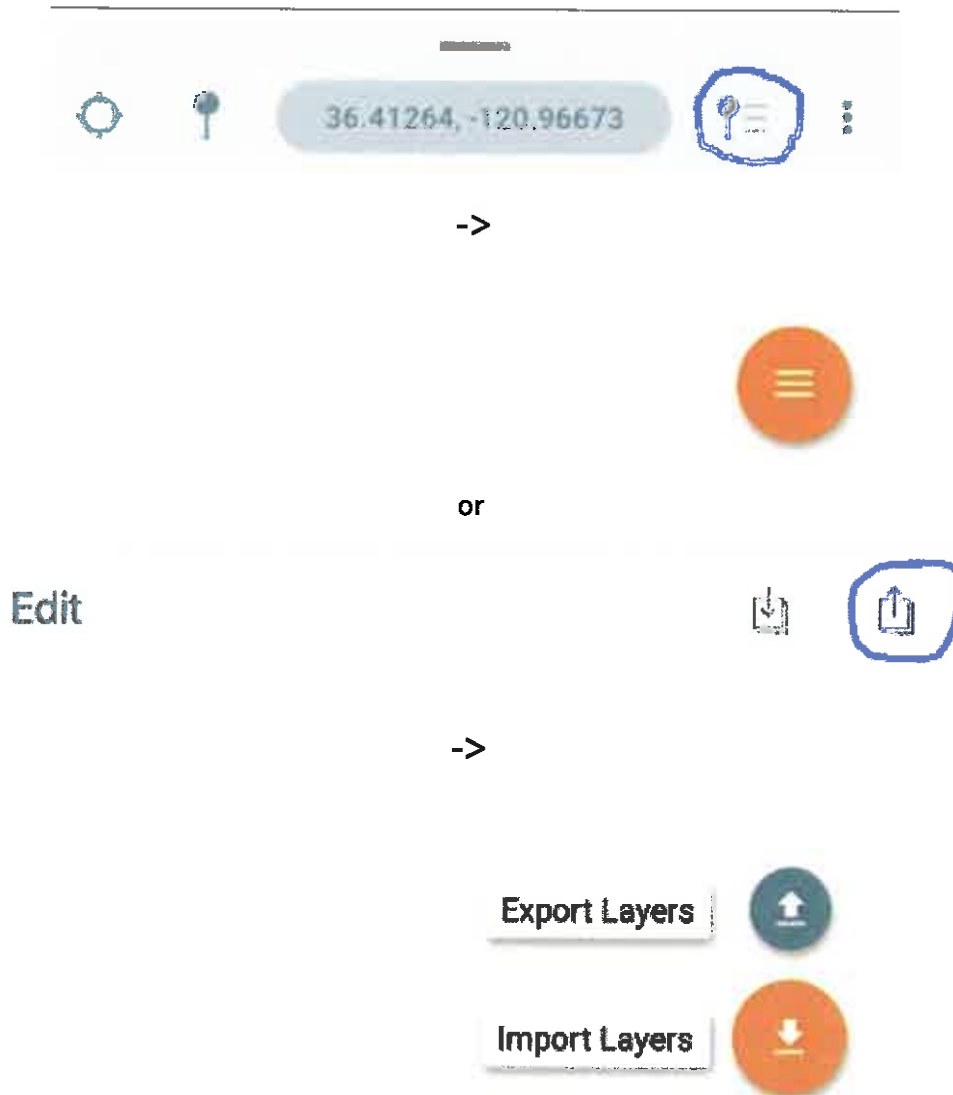 36.41264, -120.96673
->
or
Edit
->
Export Layers
Import Layers